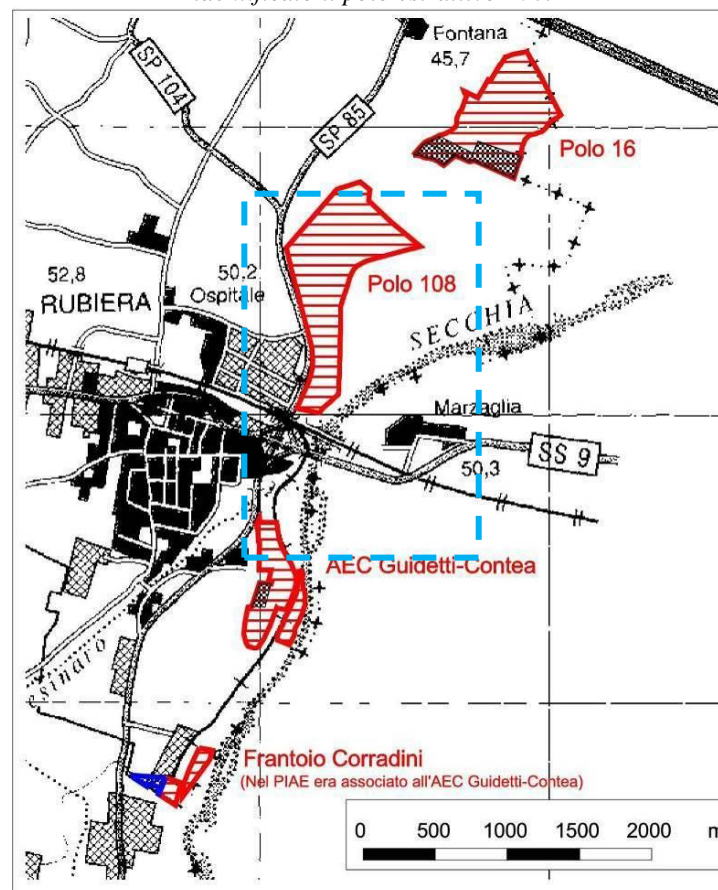 Fontana
45,7
SP 104
SP 85
Polo 16
52,8
50,2
RUBIERA
Ospitale
Polo 108
SECCHIA
Marzaglia
SS 9
50,3
AEC Guidetti-Contea
esinaro
Frantoio Corradini
(Nel PIAE era associato all'AEC Guidetti-Contea)
0 500 1000 1500 2000 m